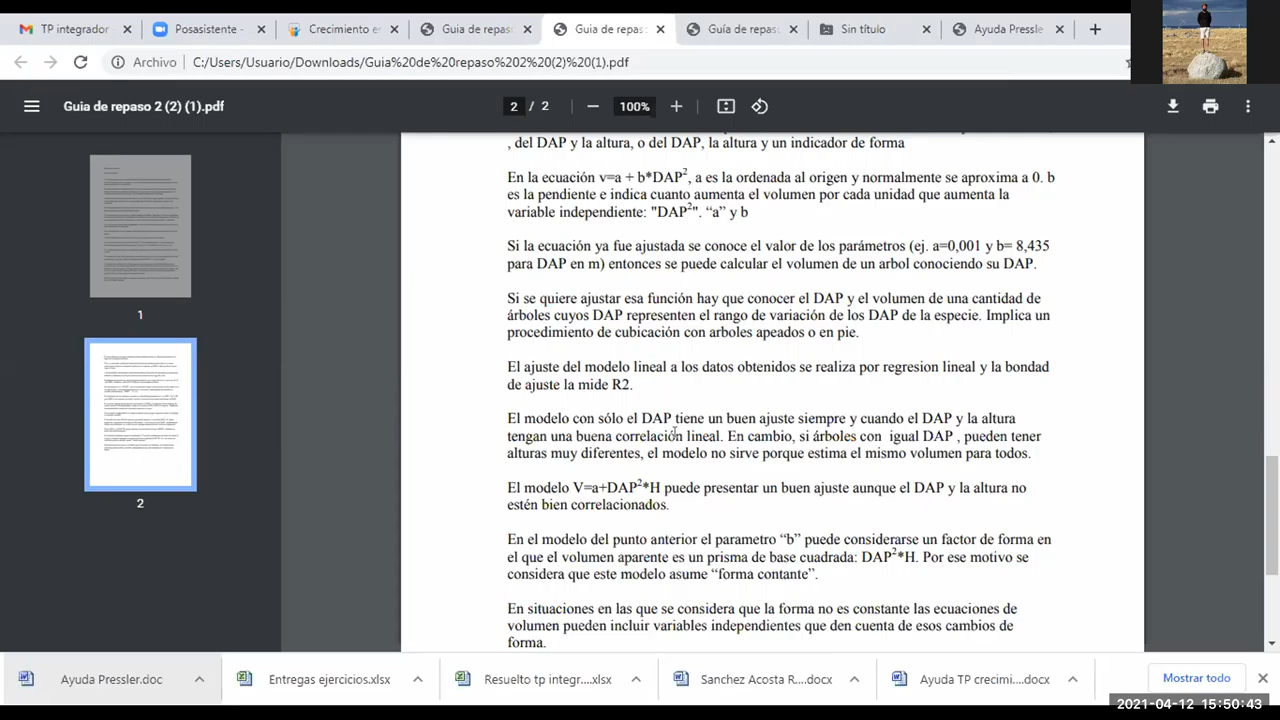 TP integrador
Posasistente -
Crecimiento e
Guia de repa
Guia de repas
Guía de repa
Sin título
Ayuda Pressle
Archivo
C:/Users/Usuario/Downloads/Guia%20de%20repaso%202%20(2)%20(1).pdf
Guia de repaso 2 (2) (1).pdf
2 / 2
100%
, del DAP y la altura, o del DAP, la altura y un indicador de forma
En la ecuación v=a + b*DAP², a es la ordenada al origen y normalmente se aproxima a 0. b
es la pendiente e indica cuanto aumenta el volumen por cada unidad que aumenta la
variable independiente: "DAP²". “a” y b
Si la ecuación ya fue ajustada se conoce el valor de los parámetros (ej. a=0,001 y b= 8,435
para DAP en m) entonces se puede calcular el volumen de un arbol conociendo su DAP.
Si se quiere ajustar esa función hay que conocer el DAP y el volumen de una cantidad de
árboles cuyos DAP representen el rango de variación de los DAP de la especie. Implica un
procedimiento de cubicación con arboles apeados o en pie.
El ajuste del modelo lineal a los datos obtenidos se realiza por regresion lineal y la bondad
de ajuste la mide R2.
El modelo con sólo el DAP tiene un buen ajuste siempre y cuando el DAP y la altura
tengan una buena correlación lineal. En cambio, si árboles con igual DAP , pueden tener
alturas muy diferentes, el modelo no sirve porque estima el mismo volumen para todos.
El modelo V=a+DAP²*H puede presentar un buen ajuste aunque el DAP y la altura no
estén bien correlacionados.
En el modelo del punto anterior el parametro “b” puede considerarse un factor de forma en
el que el volumen aparente es un prisma de base cuadrada: DAP²*H. Por ese motivo se
considera que este modelo asume “forma contante”.
En situaciones en las que se considera que la forma no es constante las ecuaciones de
volumen pueden incluir variables independientes que den cuenta de esos cambios de
forma.
1
2
Ayuda Pressler.doc
Entregas ejercicios.xlsx
Resuelto tp integr....xlsx
Sanchez Acosta R....docx
Ayuda TP crecimi....docx
Mostrar todo
2021-04-12 15:50:43